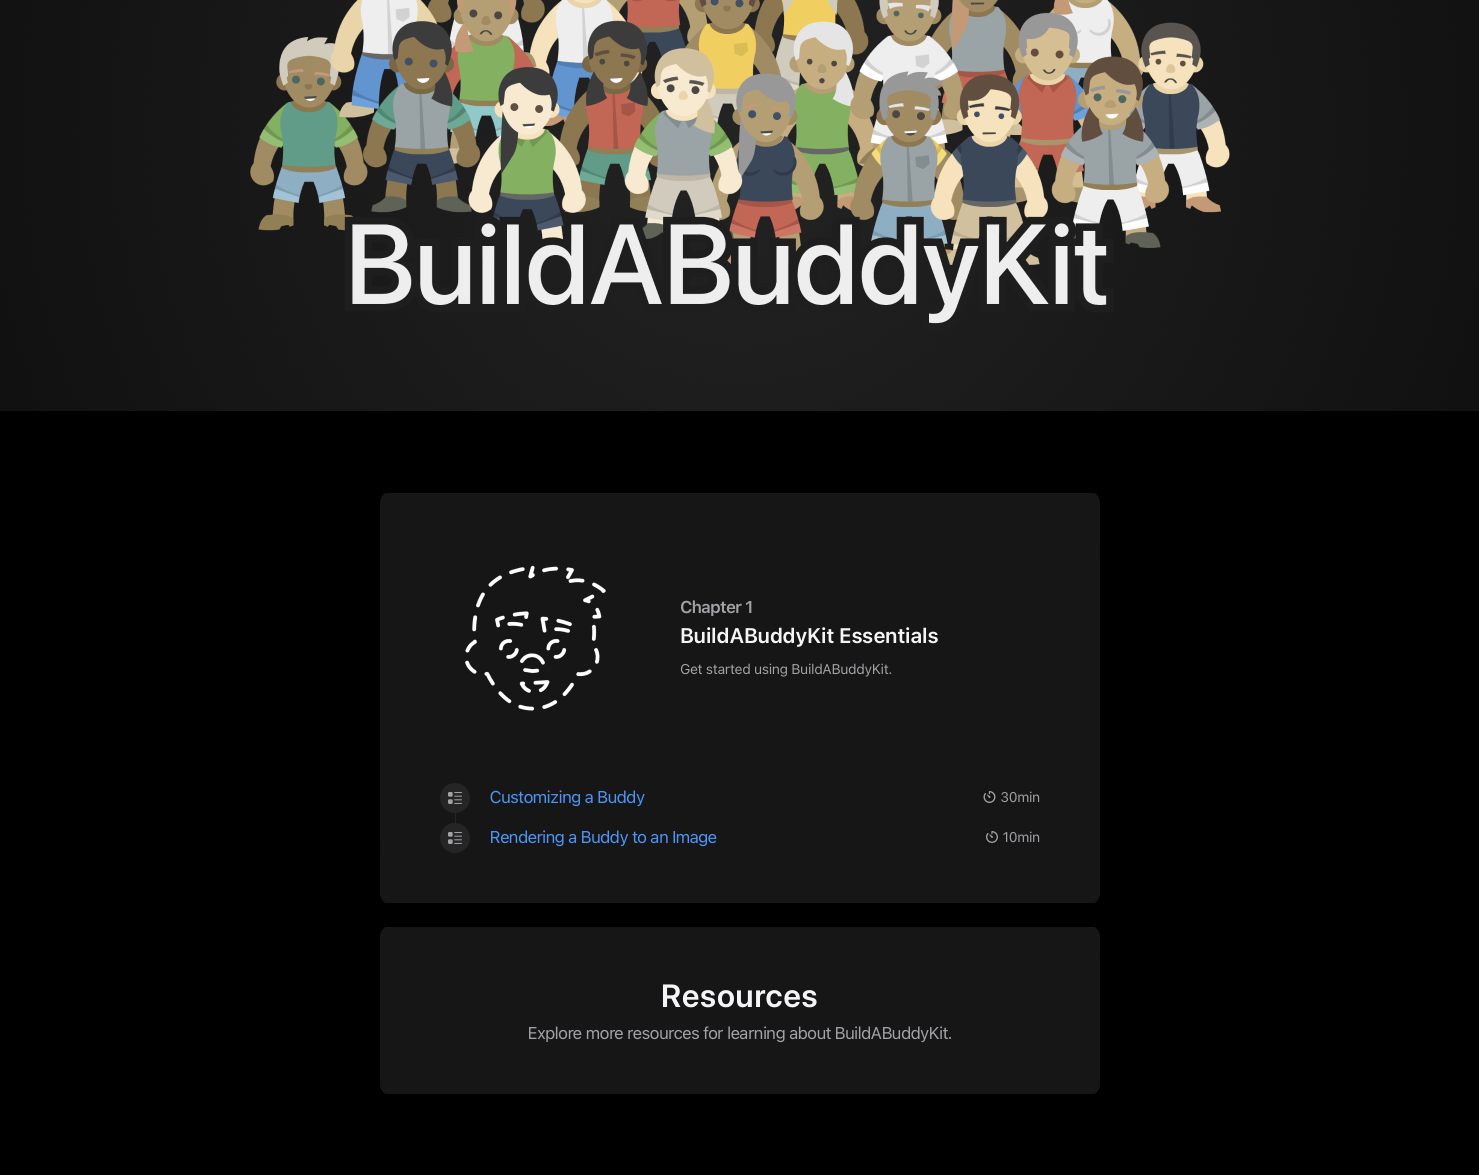 BuildABuddyKit
Chapter 1
BuildABuddyKit Essentials
Get started using BuildABuddyKit.
Customizing a Buddy
30min
Rendering a Buddy to an Image
10min
Resources
Explore more resources for learning about BuildABuddyKit.